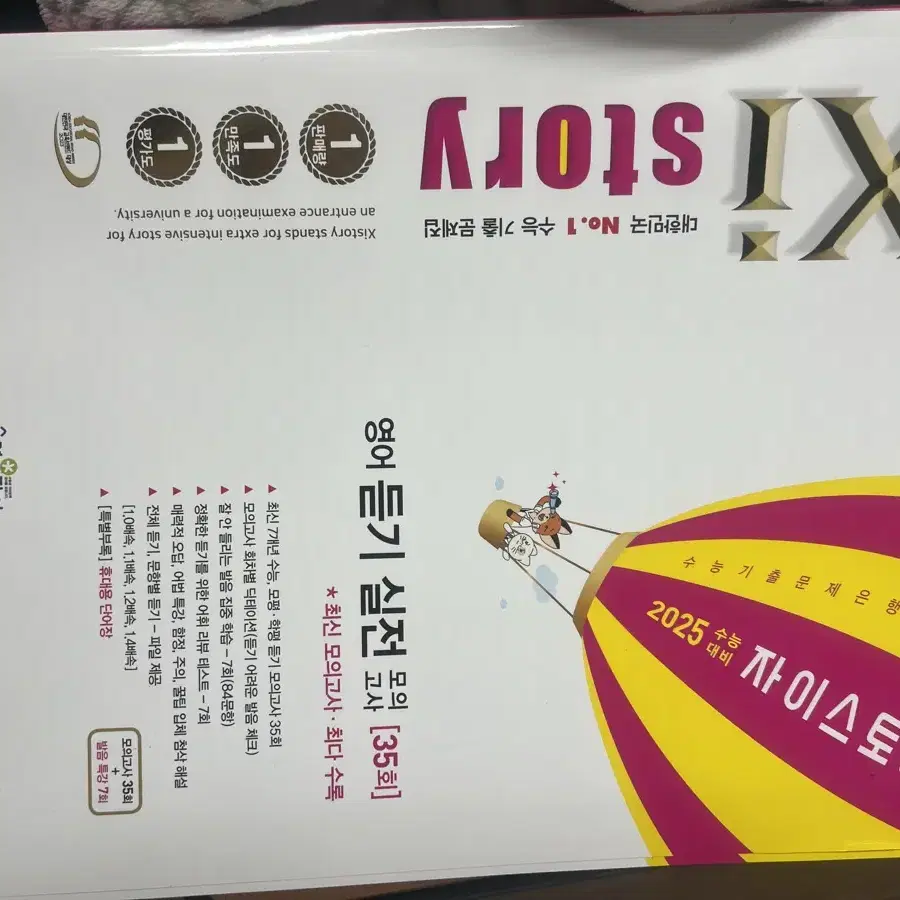 Xi
story
대한민국 No.1 수능 기출 문제집
Xistory stands for extra intensive story for
an entrance examination for a university.
1 판매량
1 만족도
1 평가도
수능기출문제은행
2025 수능 대비
자이스토
영어 듣기 실전 모의고사 [35회]
* 최신 모의고사·최다 수록
▲ 최신 7개년 수능, 모평·학평 듣기 모의고사 35회
▲ 모의고사 회차별 딕테이션(듣기 어려운 발음 체크)
▲ 잘 안 들리는 발음 집중 학습 – 7회(84문항)
▲ 정확한 듣기를 위한 어휘 리뷰 테스트 – 7회
▲ 매력적 오답, 어법 특강, 함정, 주의, 꿀팁 입체 첨삭 해설
▲ 전체 듣기, 문항별 듣기 – 파일 제공
[1.0배속, 1.1배속, 1.2배속, 1.4배속]
▲ [특별부록] 휴대용 단어장
모의고사 35회
+
발음 특강 7회